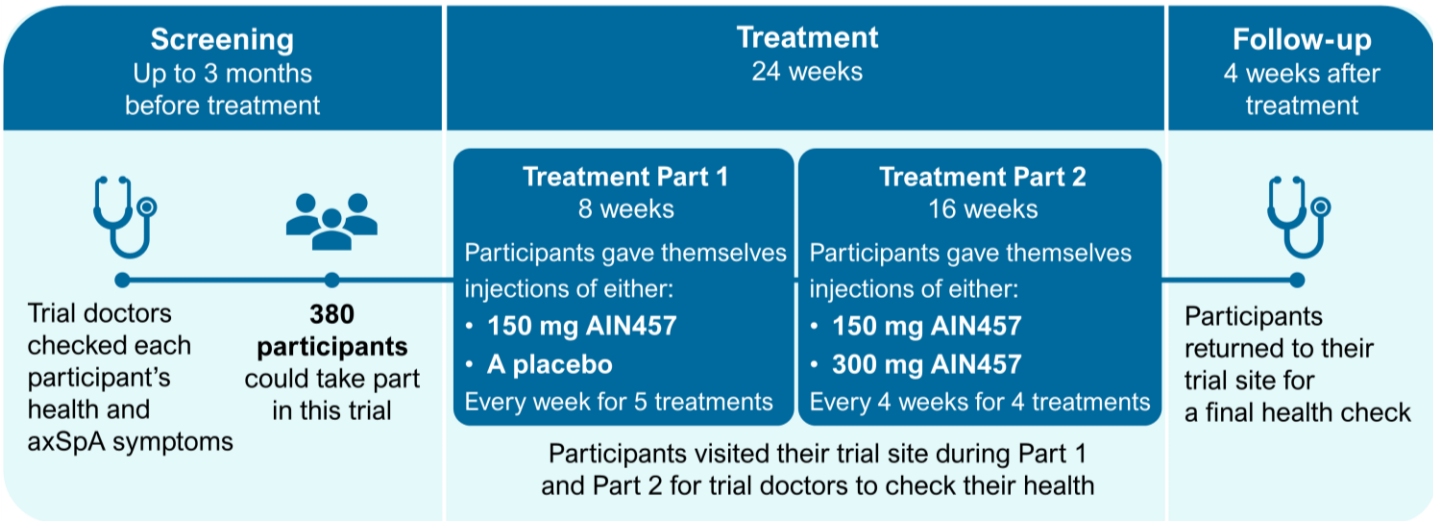 Screening
Up to 3 months
before treatment
Treatment
24 weeks
Follow-up
4 weeks after
treatment
Trial doctors
checked each
participant's
health and
axSpA symptoms
380
participants
could take part
in this trial
Treatment Part 1
8 weeks
Participants gave themselves
injections of either:
• 150 mg AIN457
• A placebo
Every week for 5 treatments
Treatment Part 2
16 weeks
Participants gave themselves
injections of either:
• 150 mg AIN457
• 300 mg AIN457
Every 4 weeks for 4 treatments
Participants visited their trial site during Part 1
and Part 2 for trial doctors to check their health
Participants
returned to their
trial site for
a final health check